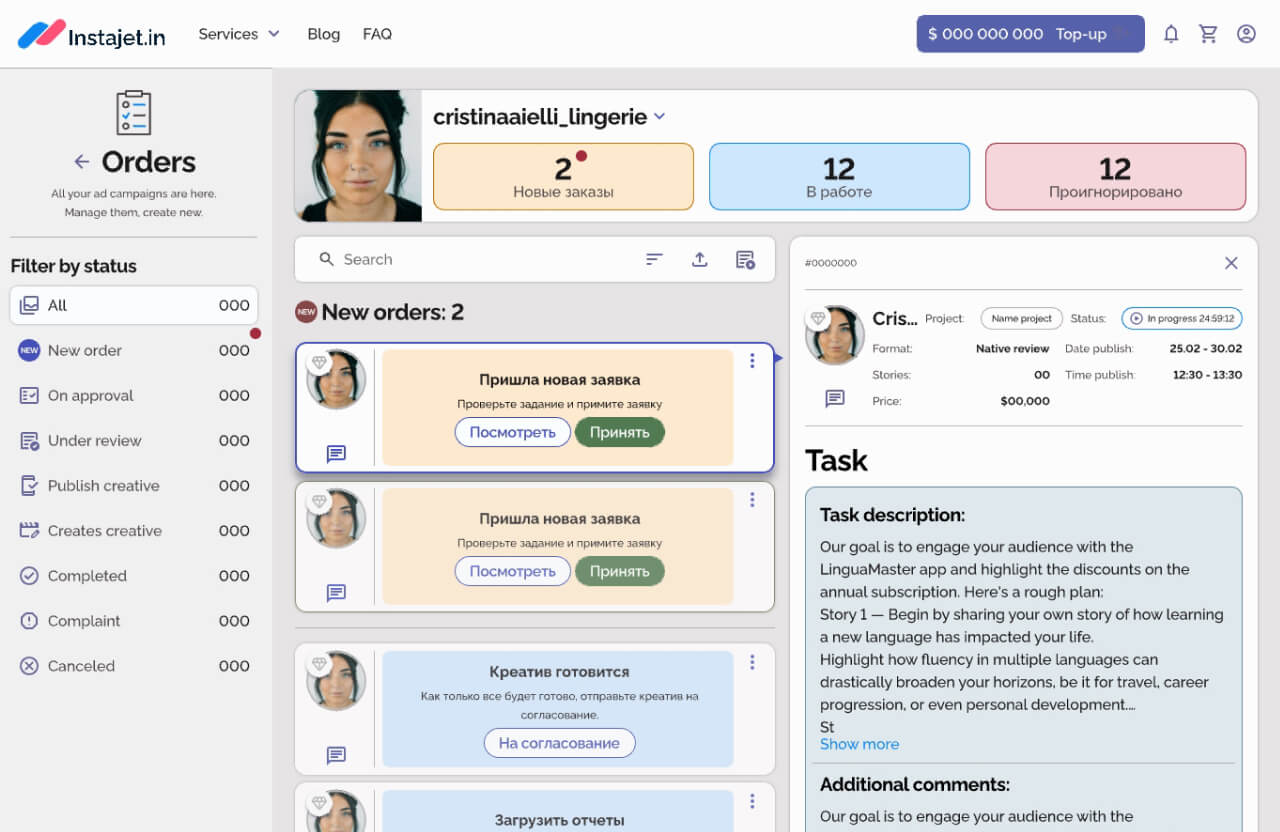 Instajet.in
Services
Blog
FAQ
$ 000 000 000 Top-up
Orders
All your ad campaigns are here.
Manage them, create new.
Filter by status
All 000
NEW New order 000
On approval 000
Under review 000
Publish creative 000
Creates creative 000
Completed 000
Complaint 000
Canceled 000
cristinaaielli_lingerie
2
Новые заказы
12
В работе
12
Проигнорировано
Search
NEW New orders: 2
Пришла новая заявка
Проверьте задание и примите заявку
Посмотреть Принять
Пришла новая заявка
Проверьте задание и примите заявку
Посмотреть Принять
Креатив готовится
Как только все будет готово, отправьте креатив на
согласование.
На согласование
Загрузить отчеты
#0000000
Cris... Project: Name project Status: In progress 24:59:12
Format: Native review Date publish: 25.02 - 30.02
Stories: 00 Time publish: 12:30 - 13:30
Price: $00,000
Task
Task description:
Our goal is to engage your audience with the
LinguaMaster app and highlight the discounts on the
annual subscription. Here's a rough plan:
Story 1 — Begin by sharing your own story of how learning
a new language has impacted your life.
Highlight how fluency in multiple languages can
drastically broaden your horizons, be it for travel, career
progression, or even personal development....
St
Show more
Additional comments:
Our goal is to engage your audience with the